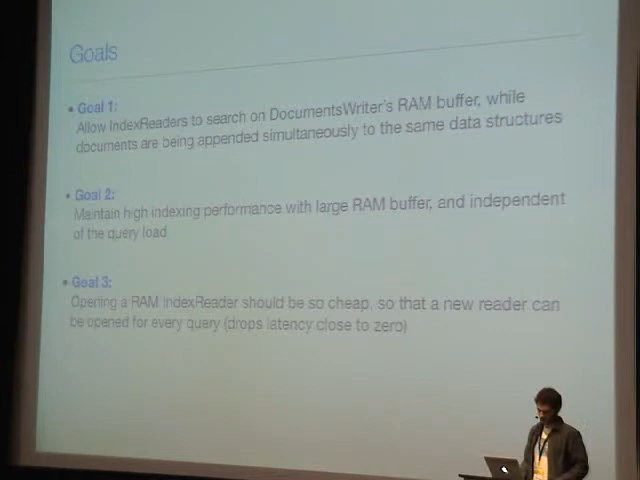 Goals
• Goal 1:
Allow IndexReaders to search on DocumentsWriter's RAM buffer, while
documents are being appended simultaneously to the same data structures
• Goal 2:
Maintain high indexing performance with large RAM buffer, and independent
of the query load
• Goal 3:
Opening a RAM IndexReader should be so cheap, so that a new reader can
be opened for every query (drops latency close to zero)